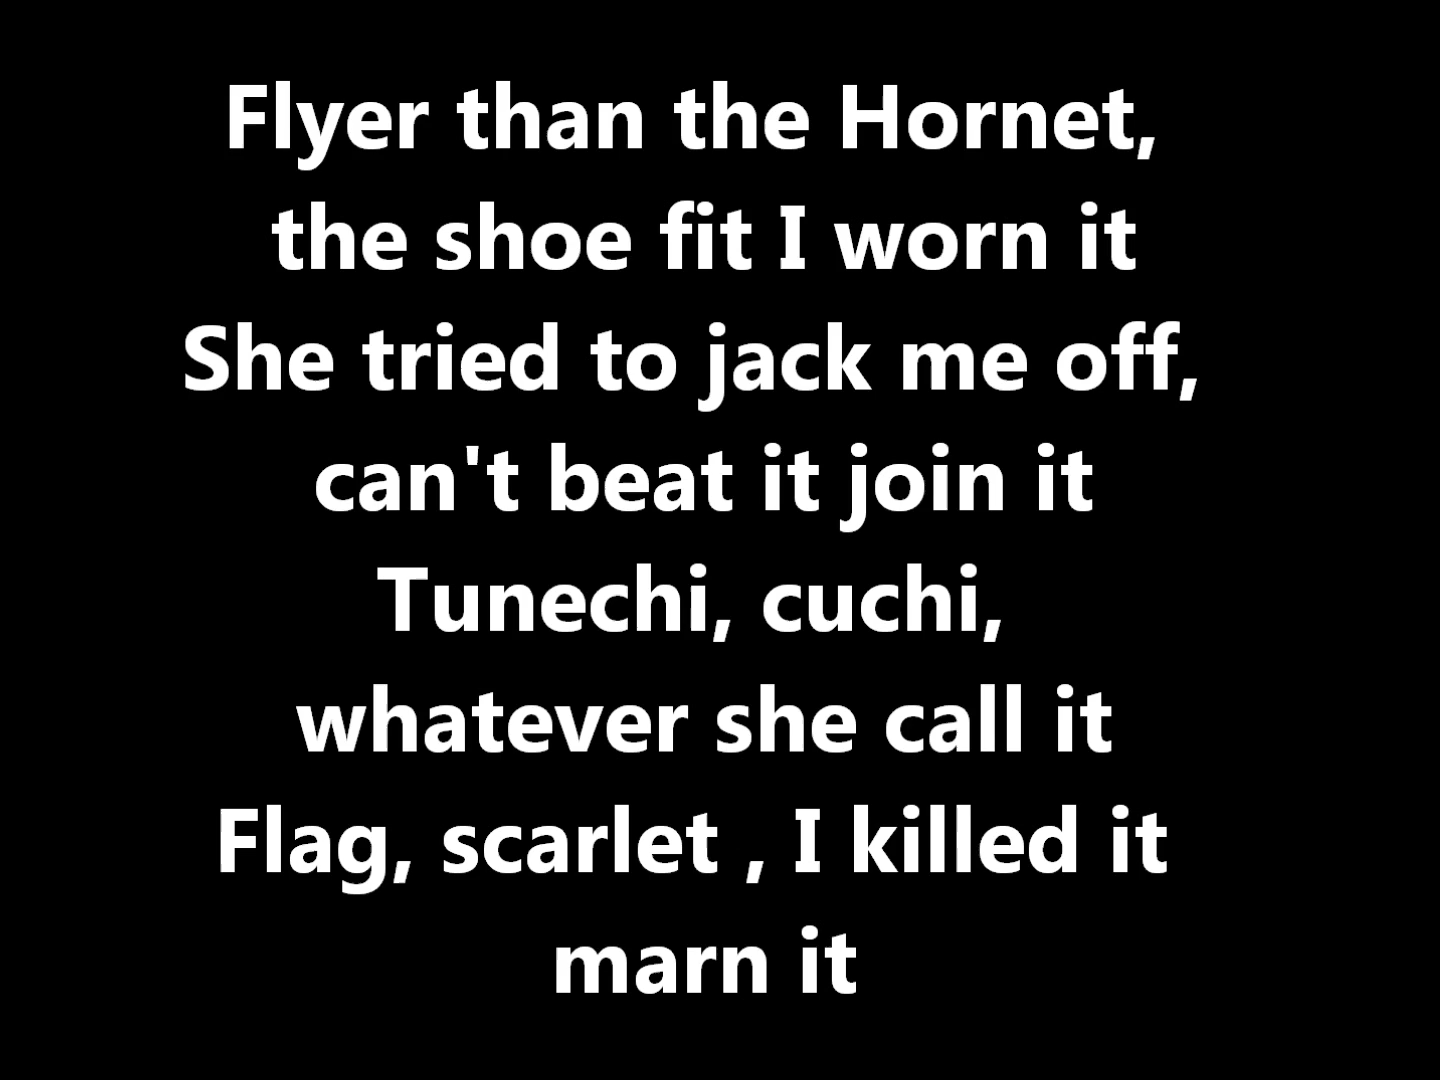 Flyer than the Hornet,
the shoe fit I worn it
She tried to jack me off,
can't beat it join it
Tunechi, cuchi,
whatever she call it
Flag, scarlet , I killed it
marn it